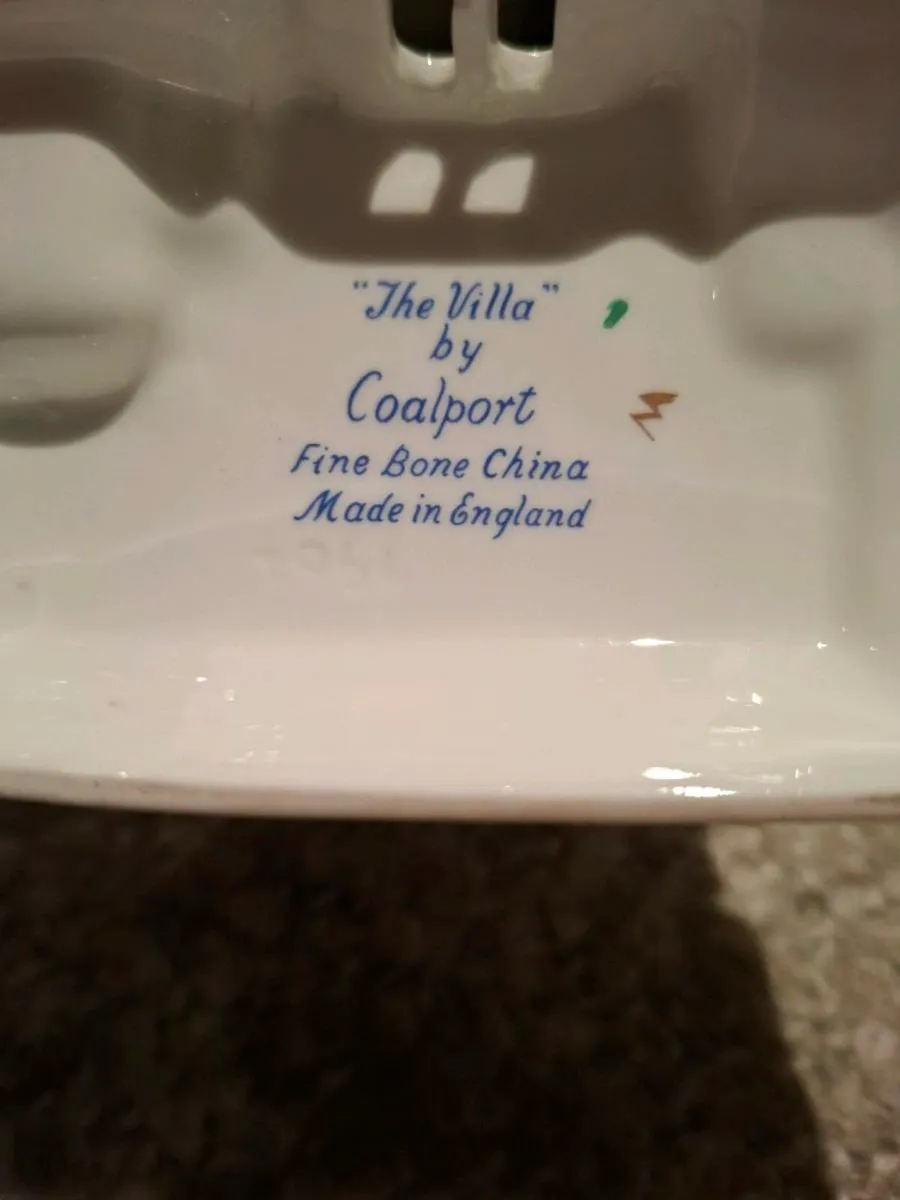 "The Villa"
by
Coalport
Fine Bone China
Made in England